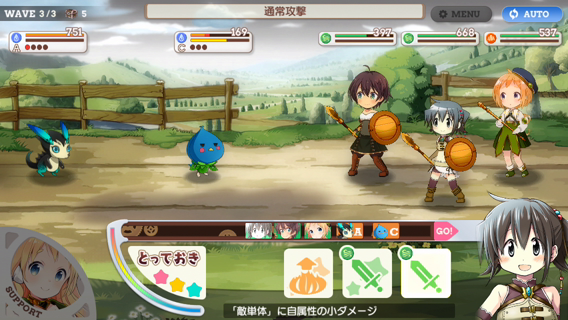 WAVE 3/3 5
通常攻撃
MENU
AUTO
751
A
169
C
397
668
537
A
C
GO!
とっておき
SUPPORT
「敵単体」に自属性の小ダメージ